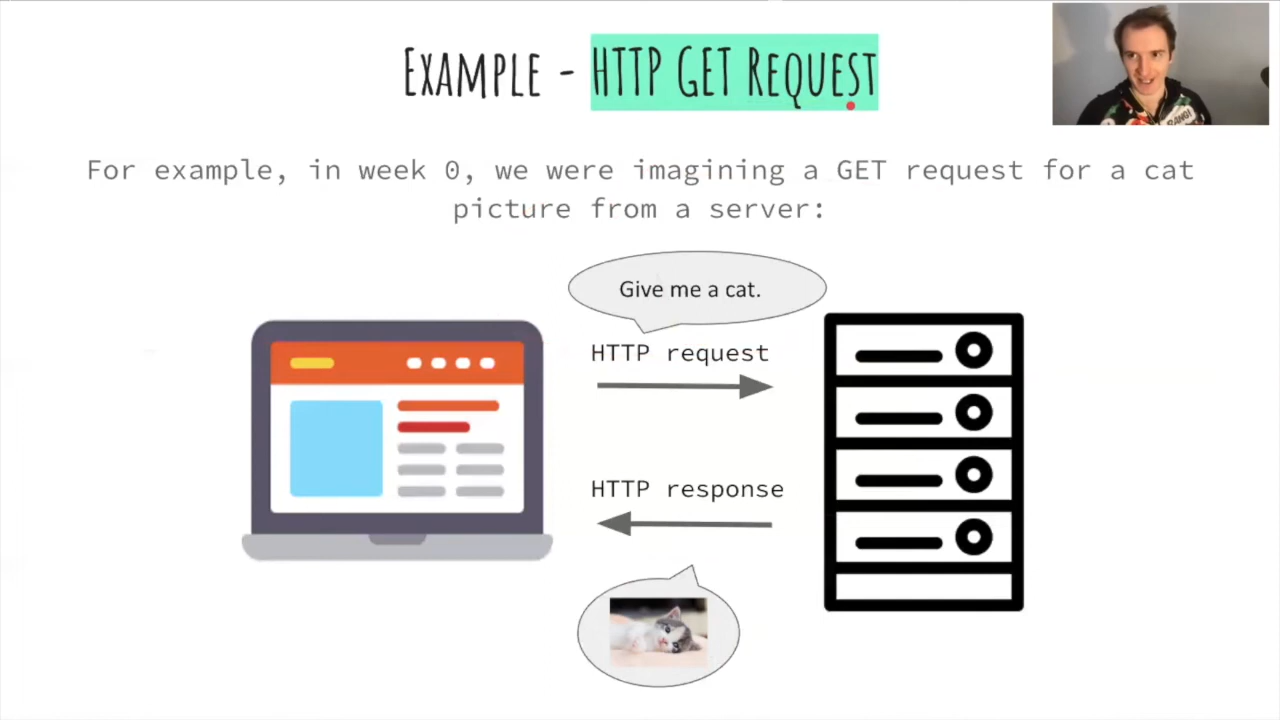 Example - HTTP GET Request
For example, in week 0, we were imagining a GET request for a cat
picture from a server:
Give me a cat.
HTTP request
HTTP response
BANG!